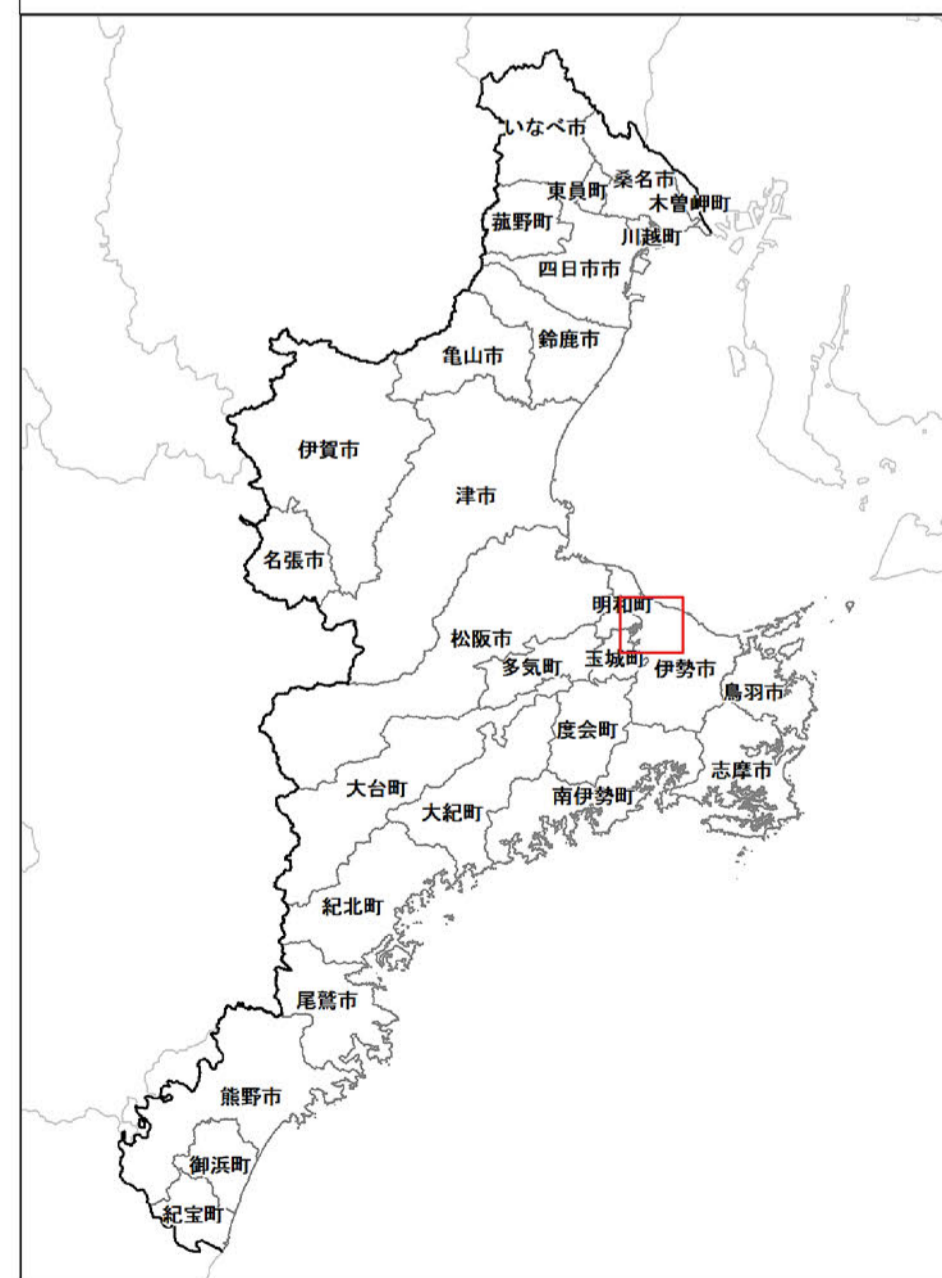 いなべ市
桑名市
東員町
木曽岬町
菰野町
川越町
四日市市
鈴鹿市
亀山市
伊賀市
津市
名張市
明和町
松阪市
玉城町
多気町
伊勢市
鳥羽市
度会町
志摩市
大台町
南伊勢町
大紀町
紀北町
尾鷲市
熊野市
御浜町
紀宝町